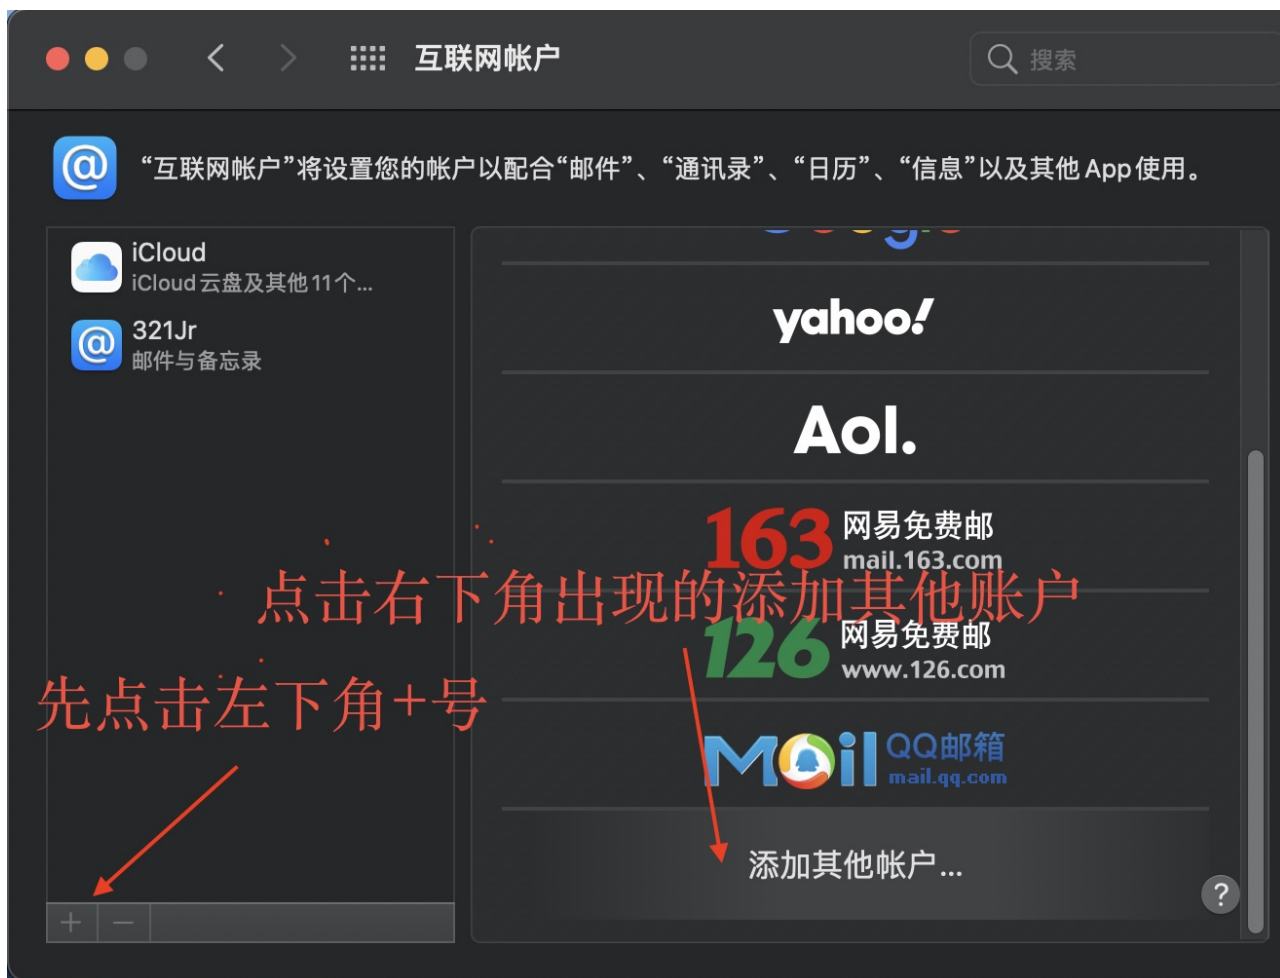 互联网帐户
搜索
“互联网帐户”将设置您的帐户以配合“邮件”、“通讯录”、“日历”、“信息”以及其他 App 使用。
iCloud
iCloud 云盘及其他 11 个...
321Jr
邮件与备忘录
yahoo!
Aol.
163 网易免费邮
mail.163.com
点击右下角出现的添加其他账户
126 网易免费邮
www.126.com
先点击左下角+号
Mail QQ邮箱
mail.qq.com
添加其他帐户...
?